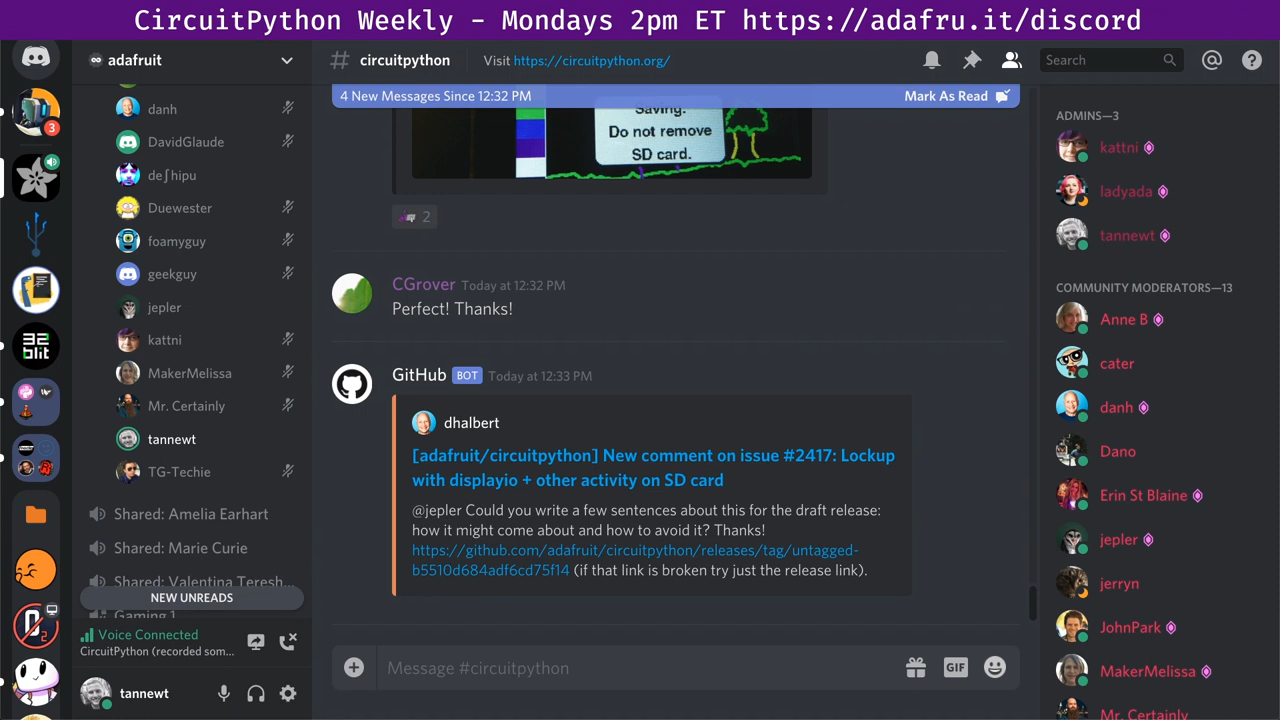 CircuitPython Weekly - Mondays 2pm ET https://adafru.it/discord
adafruit
danh
DavidGlaude
de∫hipu
Duewester
foamyguy
geekguy
jepler
kattni
MakerMelissa
Mr. Certainly
tannewt
TG-Techie
Shared: Amelia Earhart
Shared: Marie Curie
Shared: Valentina Teresh...
NEW UNREADS
Gaming 1
Voice Connected
CircuitPython (recorded som...
tannewt
3
32
blit
# circuitpython
Visit https://circuitpython.org/
Search
4 New Messages Since 12:32 PM
Mark As Read
Saving.
Do not remove
SD card.
2
CGrover Today at 12:32 PM
Perfect! Thanks!
GitHub BOT Today at 12:33 PM
dhalbert
[adafruit/circuitpython] New comment on issue #2417: Lockup
with displayio + other activity on SD card
@jepler Could you write a few sentences about this for the draft release:
how it might come about and how to avoid it? Thanks!
https://github.com/adafruit/circuitpython/releases/tag/untagged-
b5510d684adf6cd75f14 (if that link is broken try just the release link).
Message #circuitpython
GIF
ADMINS—3
kattni
ladyada
tannewt
COMMUNITY MODERATORS—13
Anne B
cater
danh
Dano
Erin St Blaine
jepler
jerryn
JohnPark
MakerMelissa
Mr. Certainly